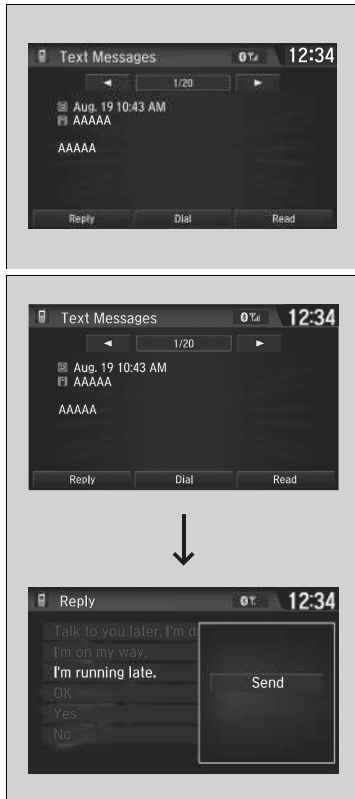 Text Messages 12:34
1/20
Aug. 19 10:43 AM
AAAAA
AAAAA
Reply Dial Read
Text Messages 12:34
1/20
Aug. 19 10:43 AM
AAAAA
AAAAA
Reply Dial Read
Reply 12:34
Talk to you later, I'm d
I'm on my way.
I'm running late.
OK
Yes
No
Send